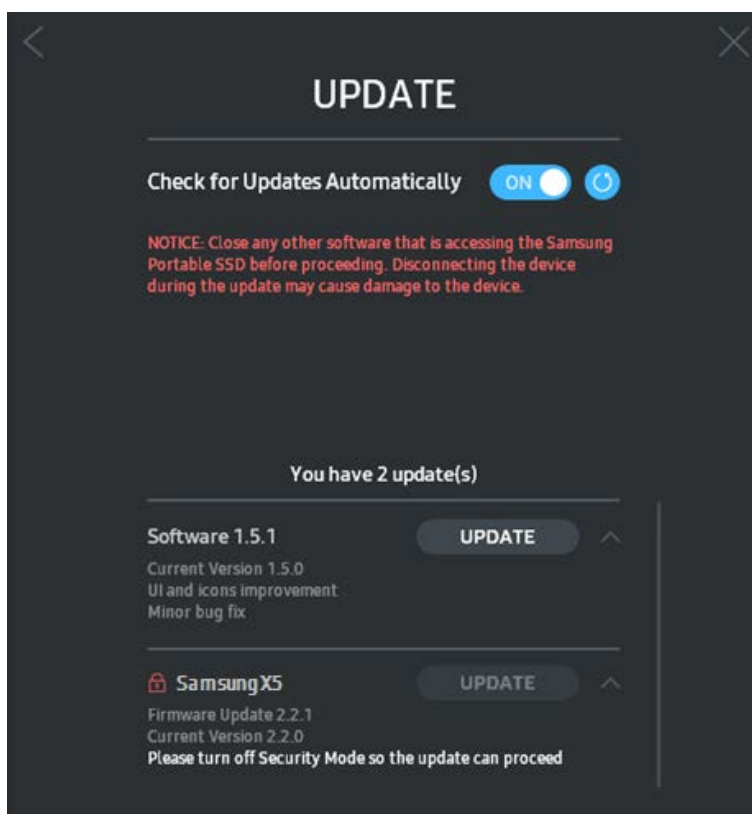 UPDATE
Check for Updates Automatically ON
NOTICE: Close any other software that is accessing the Samsung
Portable SSD before proceeding. Disconnecting the device
during the update may cause damage to the device.
You have 2 update(s)
Software 1.5.1 UPDATE
Current Version 1.5.0
UI and icons improvement
Minor bug fix
Samsung X5 UPDATE
Firmware Update 2.2.1
Current Version 2.2.0
Please turn off Security Mode so the update can proceed